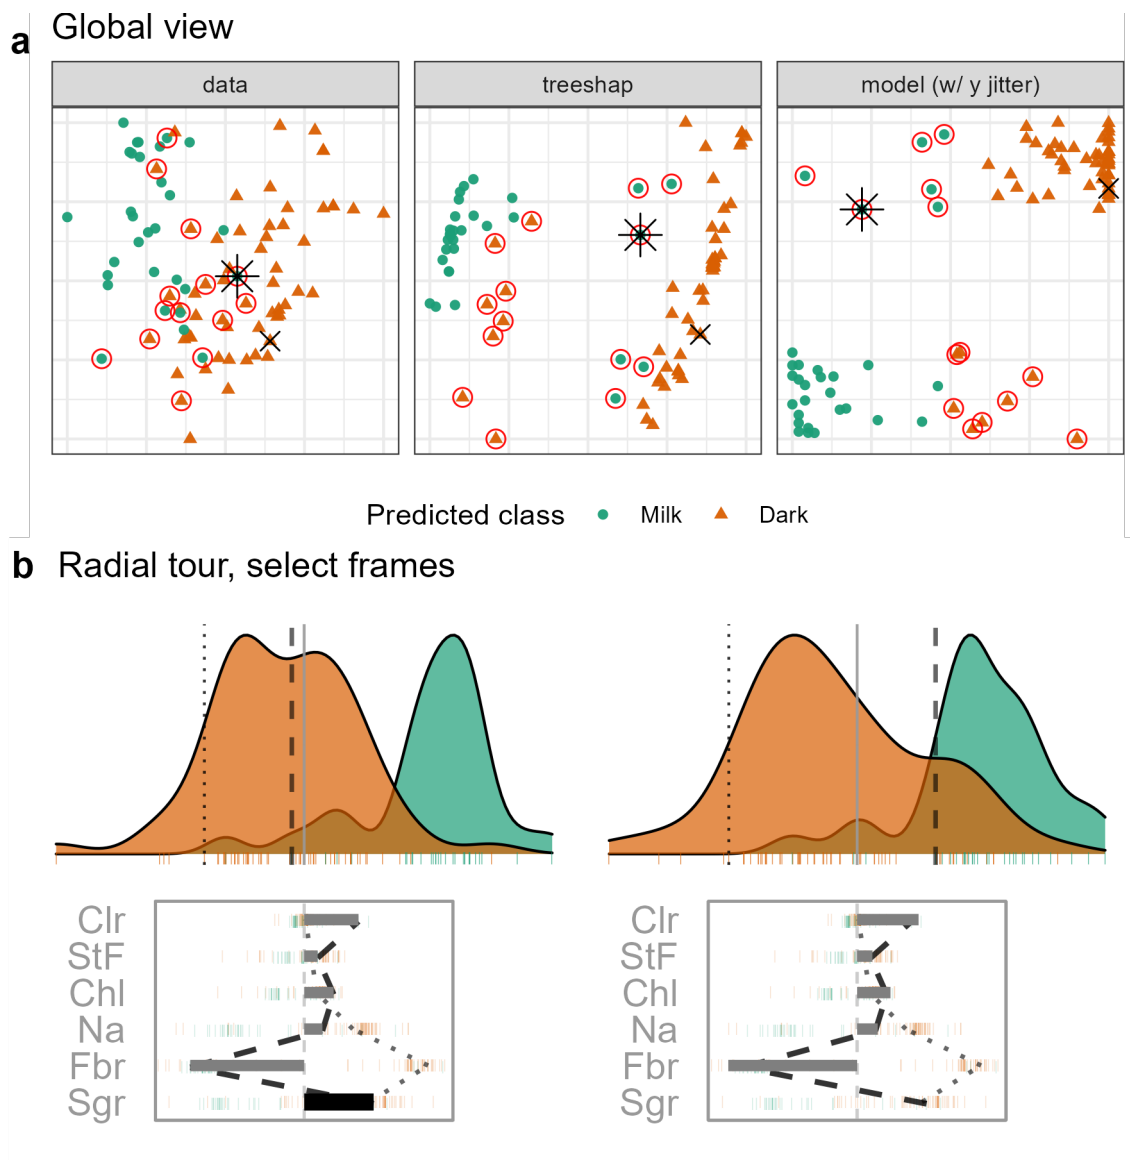 a Global view
data treeshap model (w/ y jitter)
Predicted class Milk Dark
b Radial tour, select frames
Clr Clr
StF StF
Chl Chl
Na Na
Fbr Fbr
Sgr Sgr